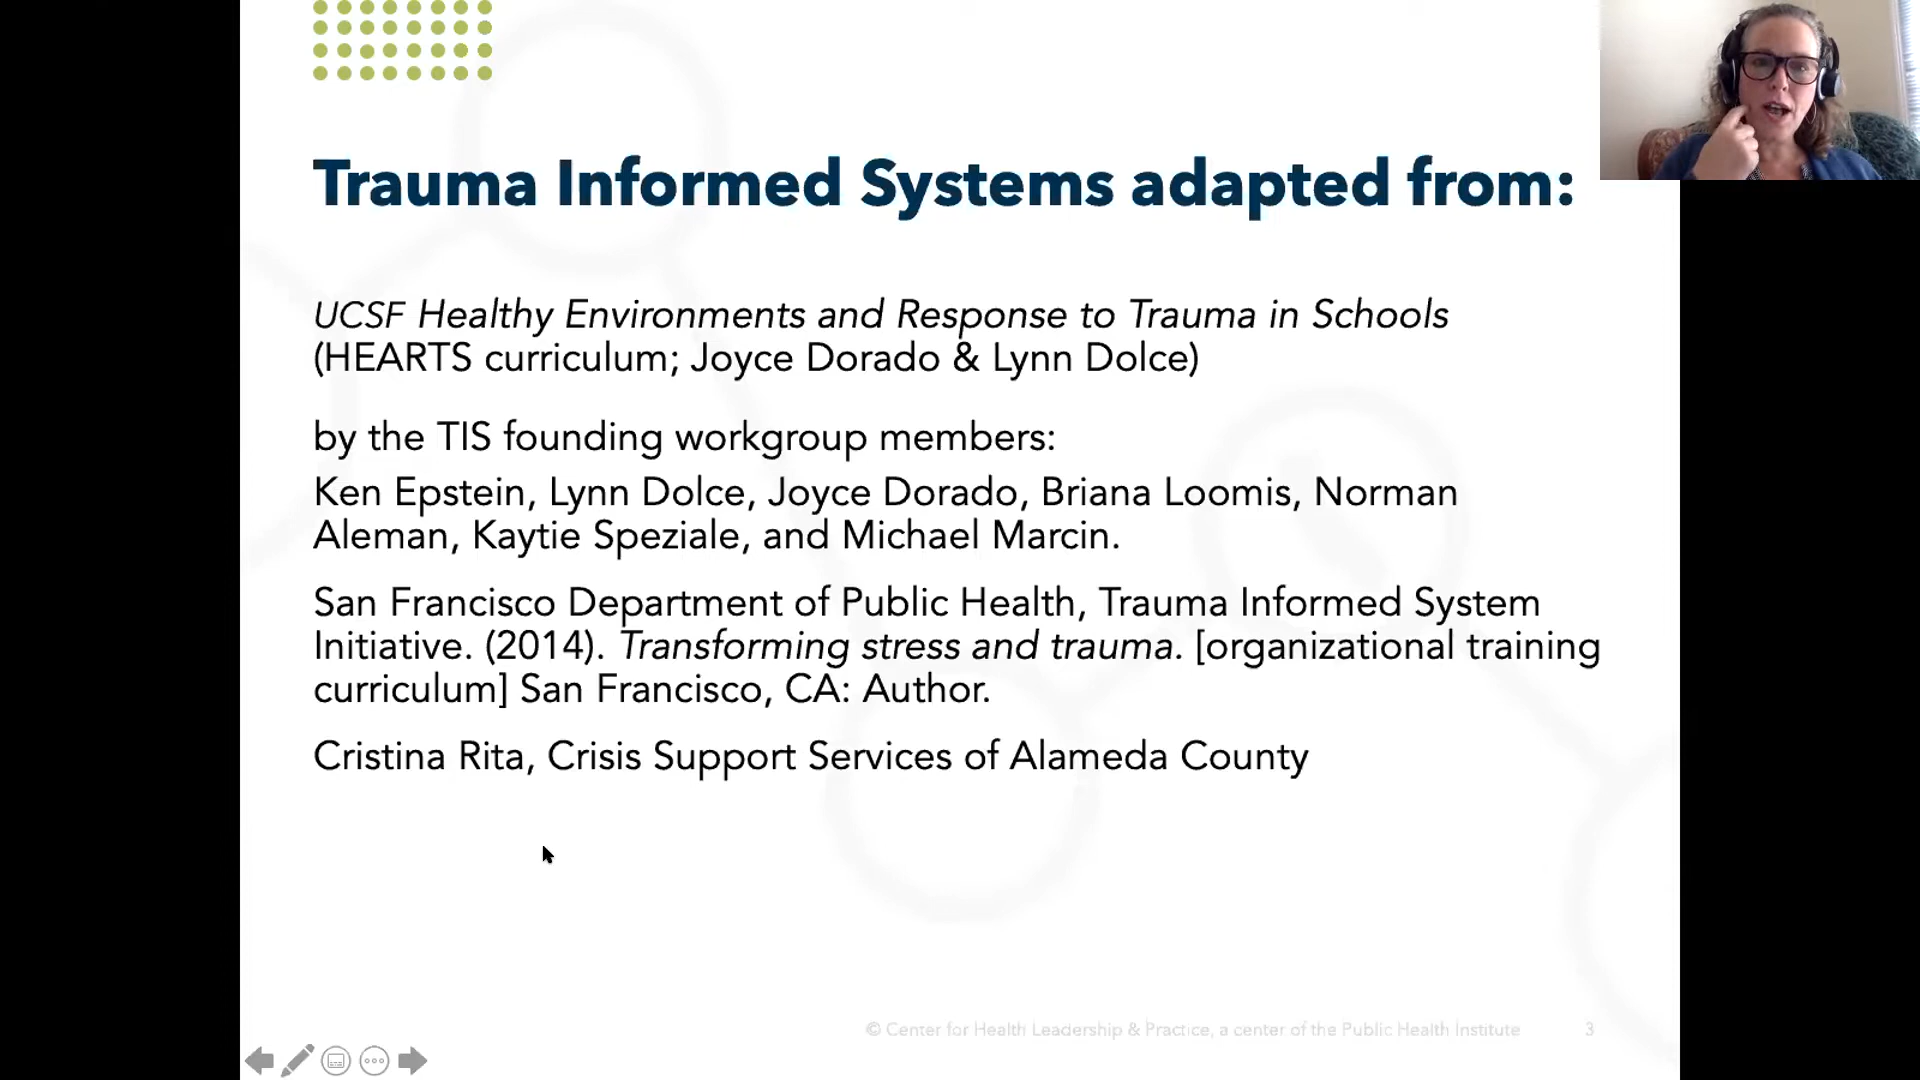 Trauma Informed Systems adapted from:
UCSF Healthy Environments and Response to Trauma in Schools
(HEARTS curriculum; Joyce Dorado & Lynn Dolce)
by the TIS founding workgroup members:
Ken Epstein, Lynn Dolce, Joyce Dorado, Briana Loomis, Norman
Aleman, Kaytie Speziale, and Michael Marcin.
San Francisco Department of Public Health, Trauma Informed System
Initiative. (2014). Transforming stress and trauma. [organizational training
curriculum] San Francisco, CA: Author.
Cristina Rita, Crisis Support Services of Alameda County
© Center for Health Leadership & Practice, a center of the Public Health Institute 3